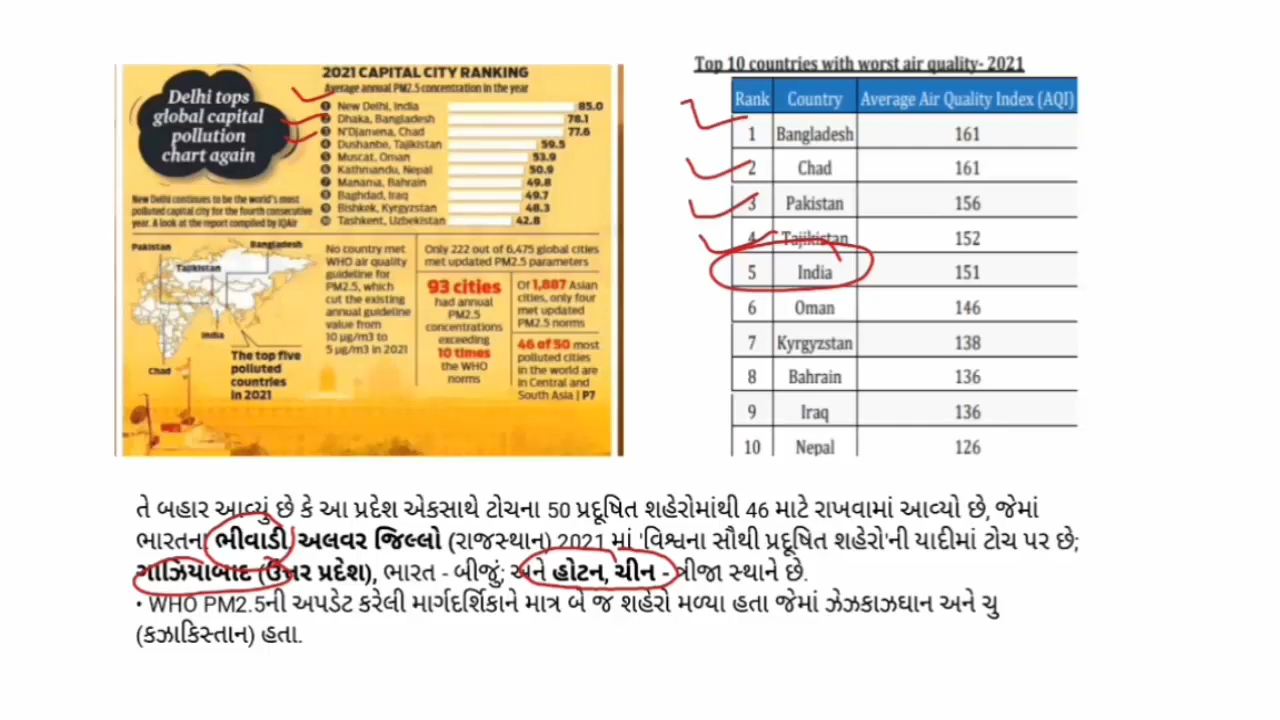 Delhi tops
global capital
pollution
chart again
New Delhi continues to be the world's most
polluted capital city for the fourth consecutive
year. A look at the report compiled by IQAir
2021 CAPITAL CITY RANKING
Average annual PM2.5 concentration in the year
1 New Delhi, India 85.0
2 Dhaka, Bangladesh 78.1
3 N'Djamena, Chad 77.6
4 Dushanbe, Tajikistan 59.5
5 Muscat, Oman 53.9
6 Kathmandu, Nepal 50.9
7 Manama, Bahrain 49.8
8 Baghdad, Iraq 49.7
9 Bishkek, Kyrgyzstan 48.3
10 Tashkent, Uzbekistan 42.8
Pakistan
Bangladesh
Tajikistan
India
Chad
The top five
polluted
countries
in 2021
No country met
WHO air quality
guideline for
PM2.5, which
cut the existing
annual guideline
value from
10 µg/m3 to
5 µg/m3 in 2021
Only 222 out of 6,475 global cities
met updated PM2.5 parameters
93 cities
had annual
PM2.5
concentrations
exceeding
10 times
the WHO
norms
Of 1,887 Asian
cities, only four
met updated
PM2.5 norms
46 of 50 most
polluted cities
in the world are
in Central and
South Asia | P7
Top 10 countries with worst air quality- 2021
Rank Country Average Air Quality Index (AQI)
1 Bangladesh 161
2 Chad 161
3 Pakistan 156
4 Tajikistan 152
5 India 151
6 Oman 146
7 Kyrgyzstan 138
8 Bahrain 136
9 Iraq 136
10 Nepal 126
તે બહાર આવ્યું છે કે આ પ્રદેશ એકસાથે ટોચના 50 પ્રદૂષિત શહેરોમાંથી 46 માટે રાખવામાં આવ્યો છે, જેમાં
ભારતના ભીવાડી, અલવર જિલ્લો (રાજસ્થાન) 2021 માં 'વિશ્વના સૌથી પ્રદૂષિત શહેરો'ની યાદીમાં ટોચ પર છે;
ગાઝિયાબાદ (ઉત્તર પ્રદેશ), ભારત - બીજું; અને હોટન, ચીન - ત્રીજા સ્થાને છે.
• WHO PM2.5ની અપડેટ કરેલી માર્ગદર્શિકાને માત્ર બે જ શહેરો મળ્યા હતા જેમાં ઝેઝકાઝઘાન અને ચુ
(કઝાકિસ્તાન) હતા.